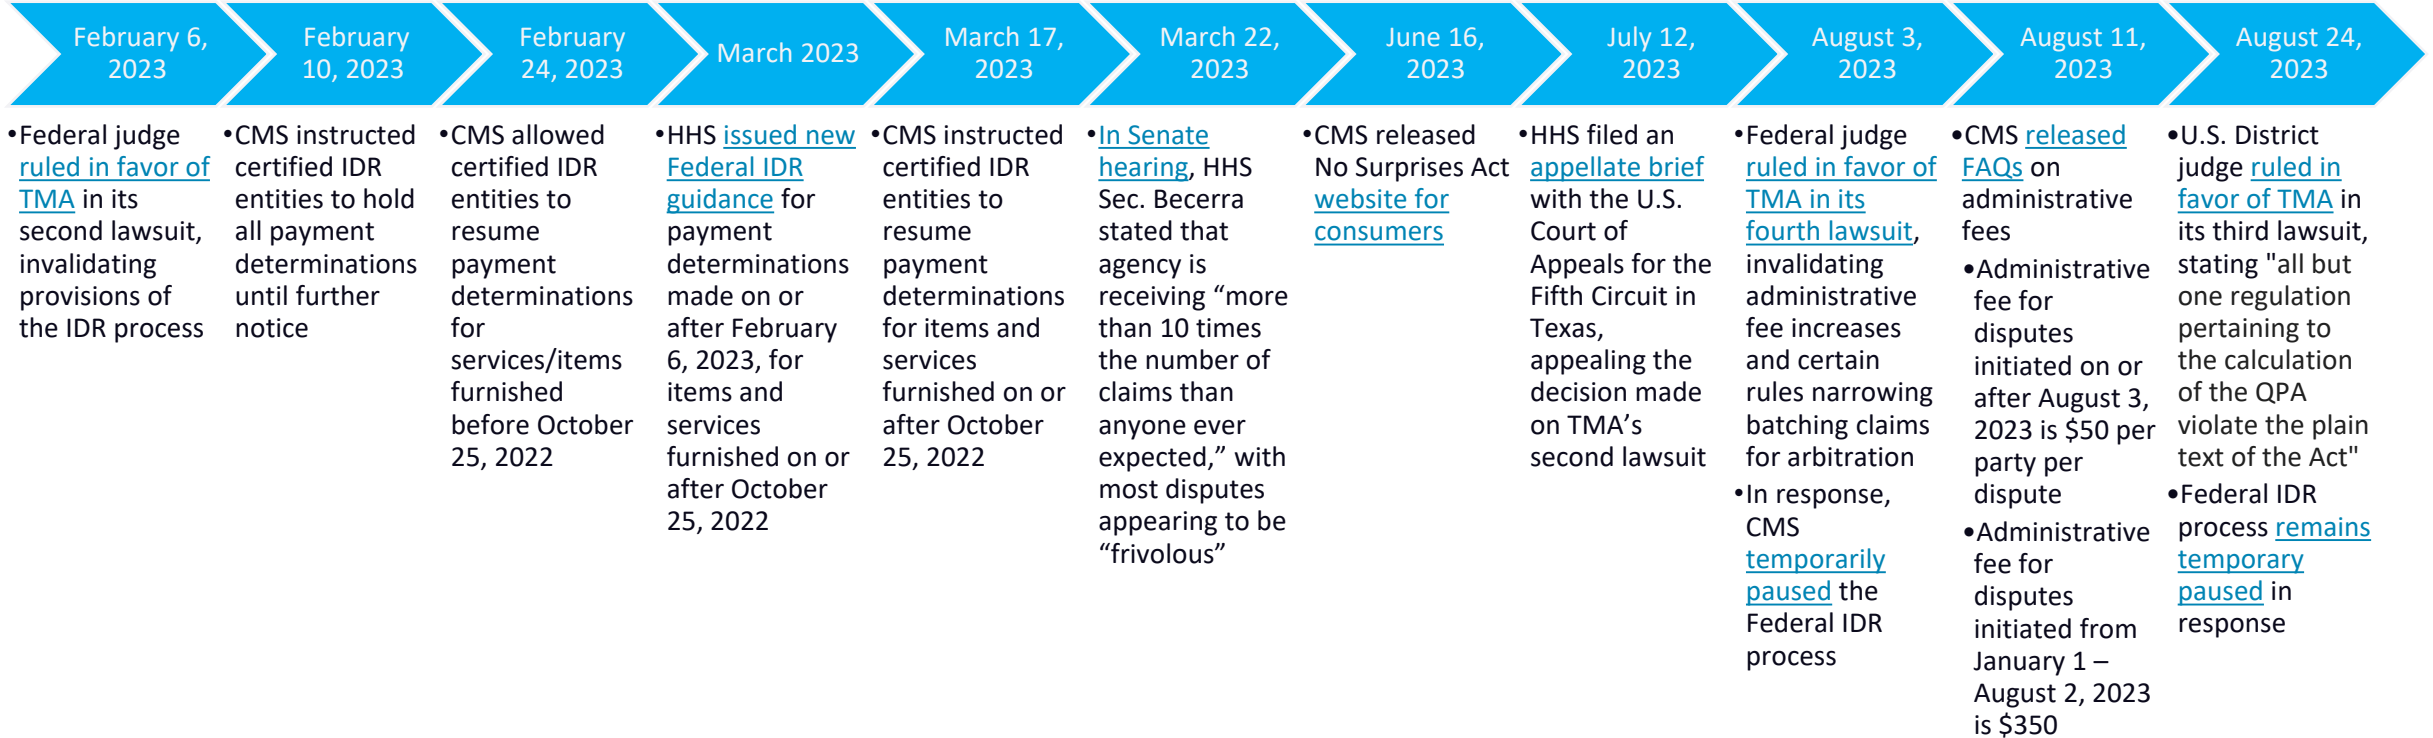 February 6,
2023
February
10, 2023
February
24, 2023
March 2023
March 17,
2023
March 22,
2023
June 16,
2023
July 12,
2023
August 3,
2023
August 11,
2023
August 24,
2023
•Federal judge
ruled in favor of
TMA in its
second lawsuit,
invalidating
provisions of
the IDR process
•CMS instructed
certified IDR
entities to hold
all payment
determinations
until further
notice
•CMS allowed
certified IDR
entities to
resume
payment
determinations
for
services/items
furnished
before October
25, 2022
•HHS issued new
Federal IDR
guidance for
payment
determinations
made on or
after February
6, 2023, for
items and
services
furnished on or
after October
25, 2022
•CMS instructed
certified IDR
entities to
resume
payment
determinations
for items and
services
furnished on or
after October
25, 2022
•In Senate
hearing, HHS
Sec. Becerra
stated that
agency is
receiving “more
than 10 times
the number of
claims than
anyone ever
expected,” with
most disputes
appearing to be
“frivolous”
•CMS released
No Surprises Act
website for
consumers
•HHS filed an
appellate brief
with the U.S.
Court of
Appeals for the
Fifth Circuit in
Texas,
appealing the
decision made
on TMA’s
second lawsuit
•Federal judge
ruled in favor of
TMA in its
fourth lawsuit,
invalidating
administrative
fee increases
and certain
rules narrowing
batching claims
for arbitration
•In response,
CMS
temporarily
paused the
Federal IDR
process
•CMS released
FAQs on
administrative
fees
•Administrative
fee for
disputes
initiated on or
after August 3,
2023 is $50 per
party per
dispute
•Administrative
fee for
disputes
initiated from
January 1 –
August 2, 2023
is $350
•U.S. District
judge ruled in
favor of TMA in
its third lawsuit,
stating "all but
one regulation
pertaining to
the calculation
of the QPA
violate the plain
text of the Act"
•Federal IDR
process remains
temporary
paused in
response